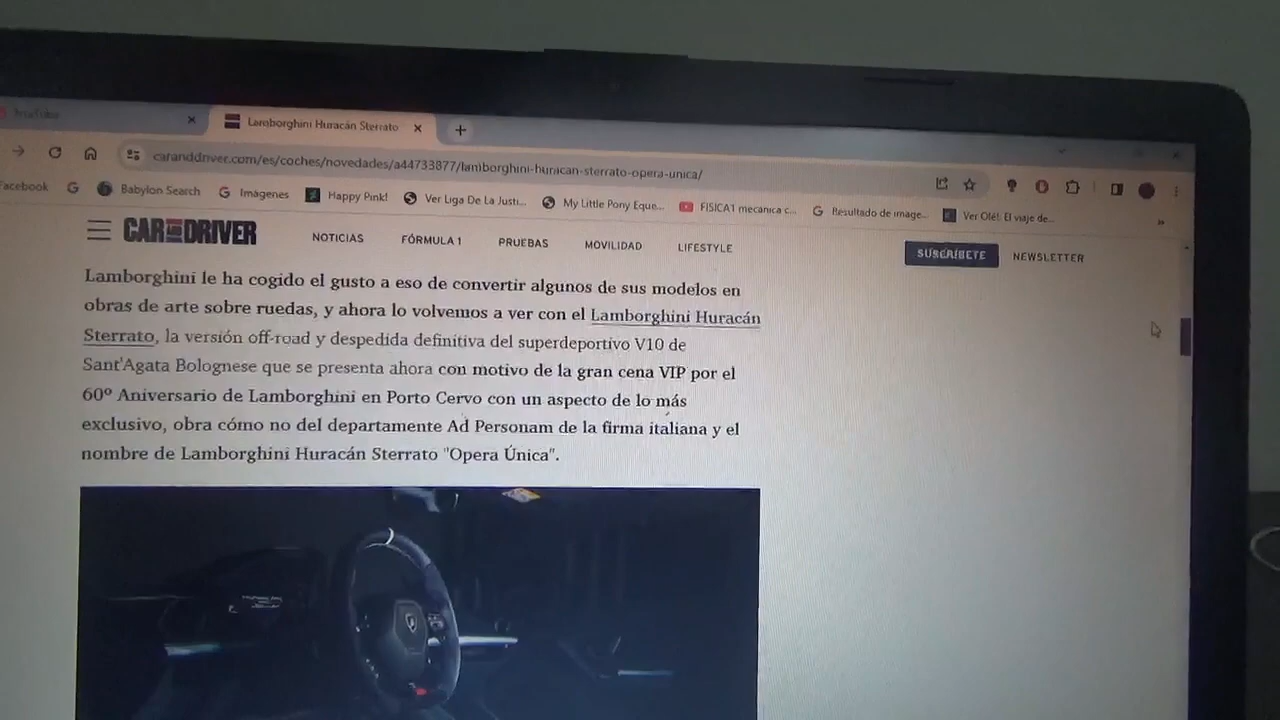 YouTube
Lamborghini Huracán Sterrato
caranddriver.com/es/coches/novedades/a44733877/lamborghini-huracan-sterrato-opera-unica/
Facebook
Babylon Search
Imágenes
Happy Pink!
Ver Liga De La Justi...
My Little Pony Eque...
FISICA1 mecánica c...
Resultado de image...
Ver Olé!: El viaje de...
CAR AND DRIVER
NOTICIAS
FÓRMULA 1
PRUEBAS
MOVILIDAD
LIFESTYLE
SUSCRÍBETE
NEWSLETTER
Lamborghini le ha cogido el gusto a eso de convertir algunos de sus modelos en
obras de arte sobre ruedas, y ahora lo volvemos a ver con el Lamborghini Huracán
Sterrato, la versión off-road y despedida definitiva del superdeportivo V10 de
Sant'Agata Bolognese que se presenta ahora con motivo de la gran cena VIP por el
60º Aniversario de Lamborghini en Porto Cervo con un aspecto de lo más
exclusivo, obra cómo no del departamente Ad Personam de la firma italiana y el
nombre de Lamborghini Huracán Sterrato "Opera Única".